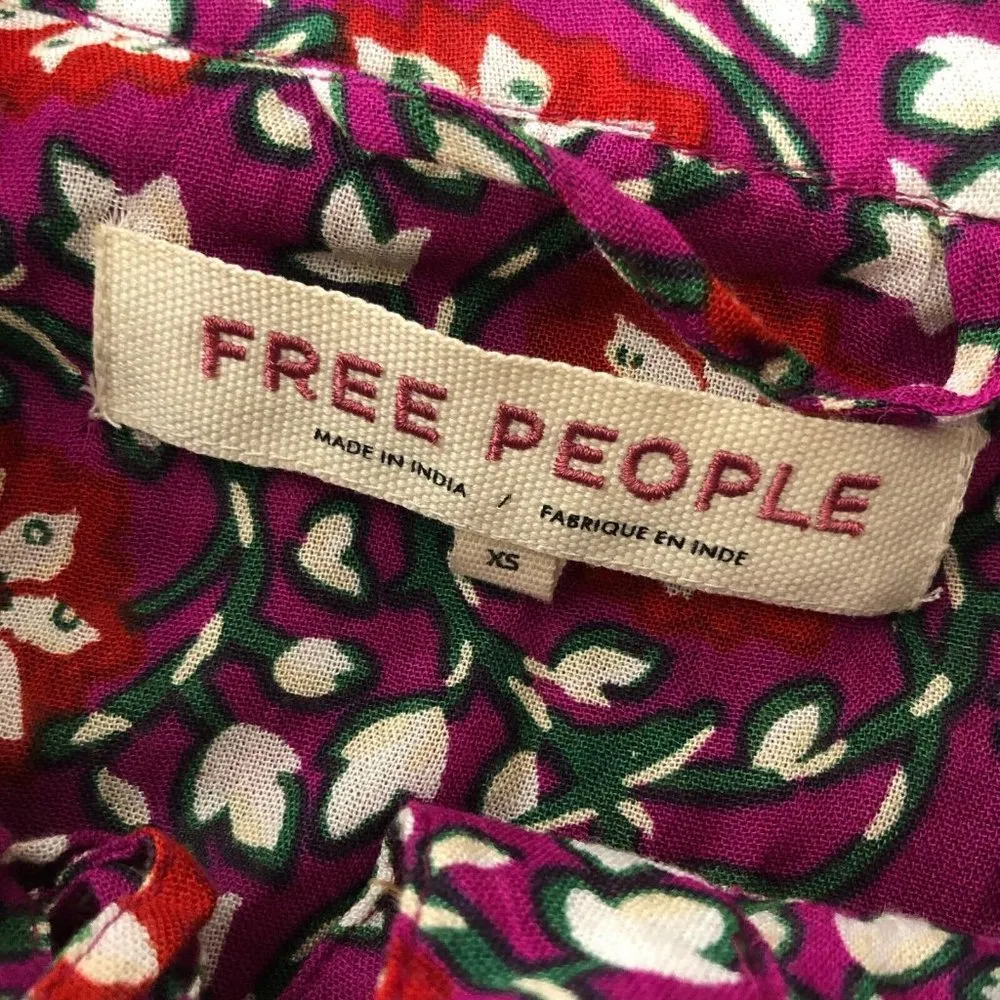 FREE PEOPLE
MADE IN INDIA / FABRIQUE EN INDE
XS